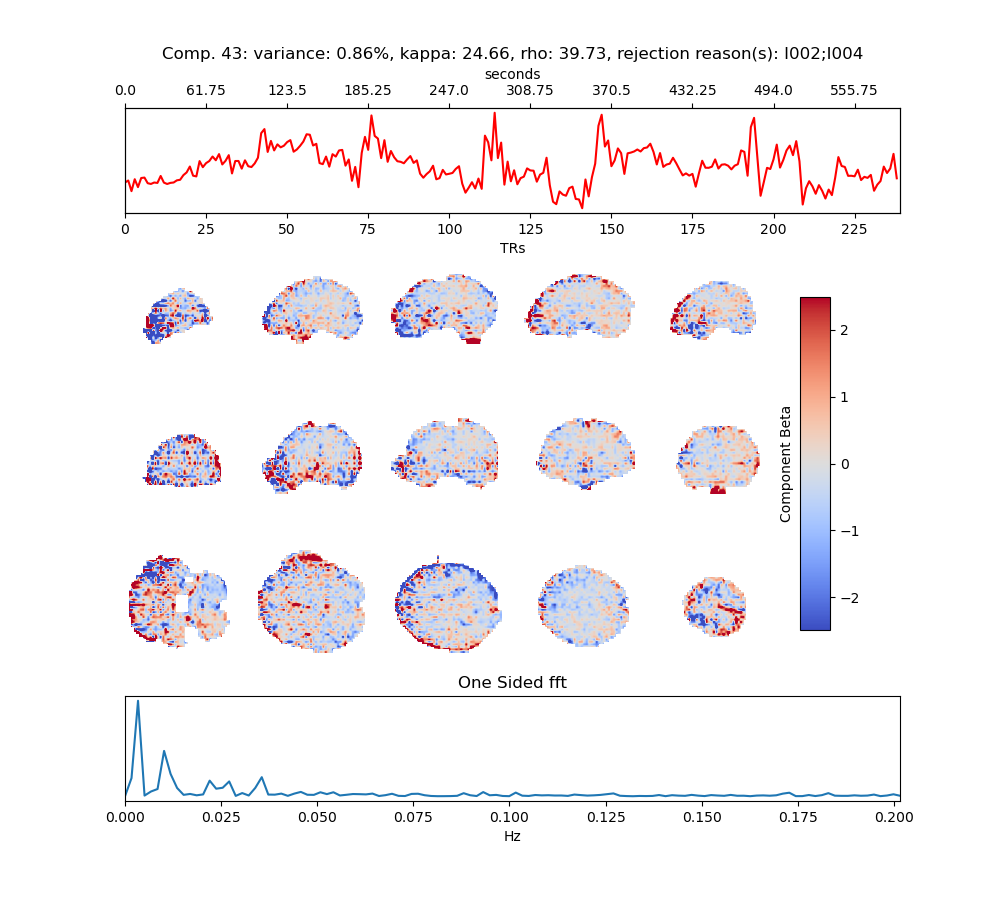 Comp. 43: variance: 0.86%, kappa: 24.66, rho: 39.73, rejection reason(s): I002;I004
seconds
0.0 61.75 123.5 185.25 247.0 308.75 370.5 432.25 494.0 555.75
0 25 50 75 100 125 150 175 200 225
TRs
2
1
0
−1
−2
Component Beta
One Sided fft
0.000 0.025 0.050 0.075 0.100 0.125 0.150 0.175 0.200
Hz